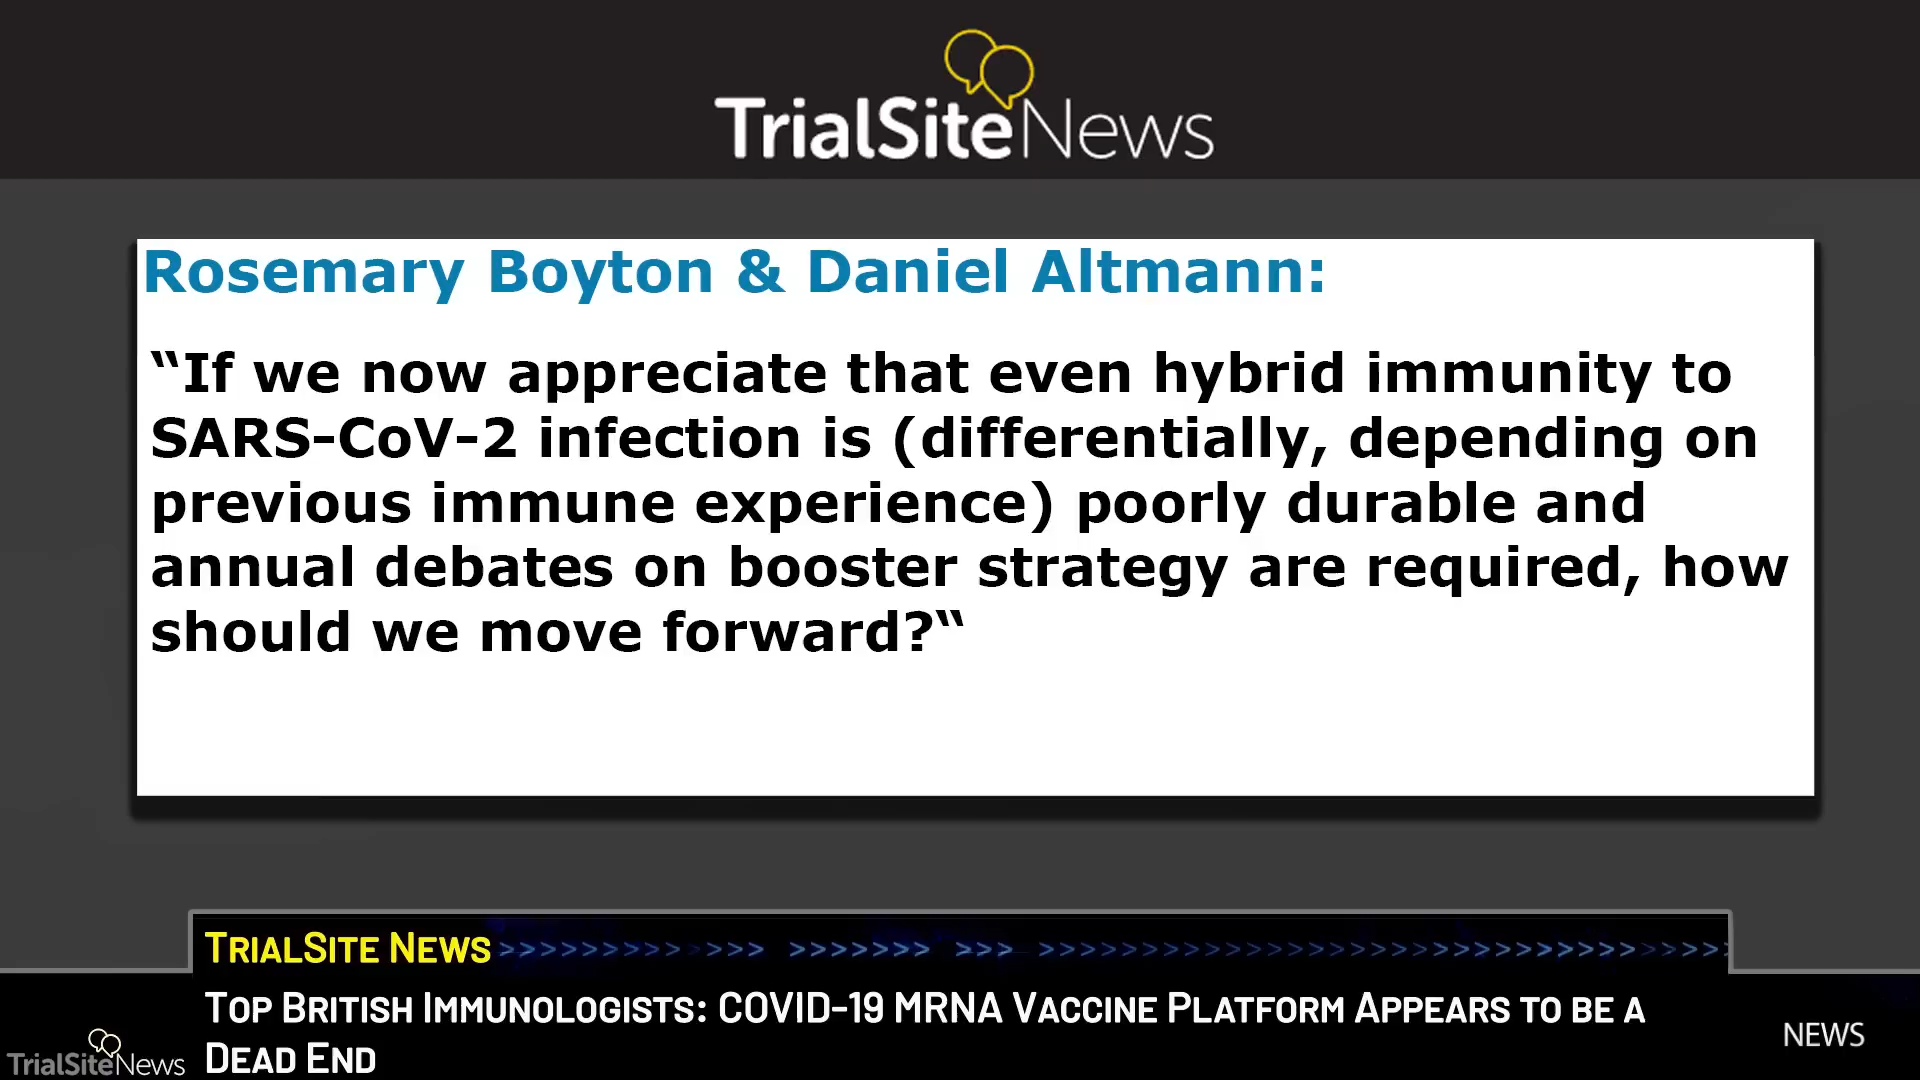 TrialSiteNews
Rosemary Boyton & Daniel Altmann:
“If we now appreciate that even hybrid immunity to
SARS-CoV-2 infection is (differentially, depending on
previous immune experience) poorly durable and
annual debates on booster strategy are required, how
should we move forward?“
TrialSite News
Top British Immunologists: COVID-19 MRNA Vaccine Platform Appears to be a
Dead End
TrialSiteNews
NEWS